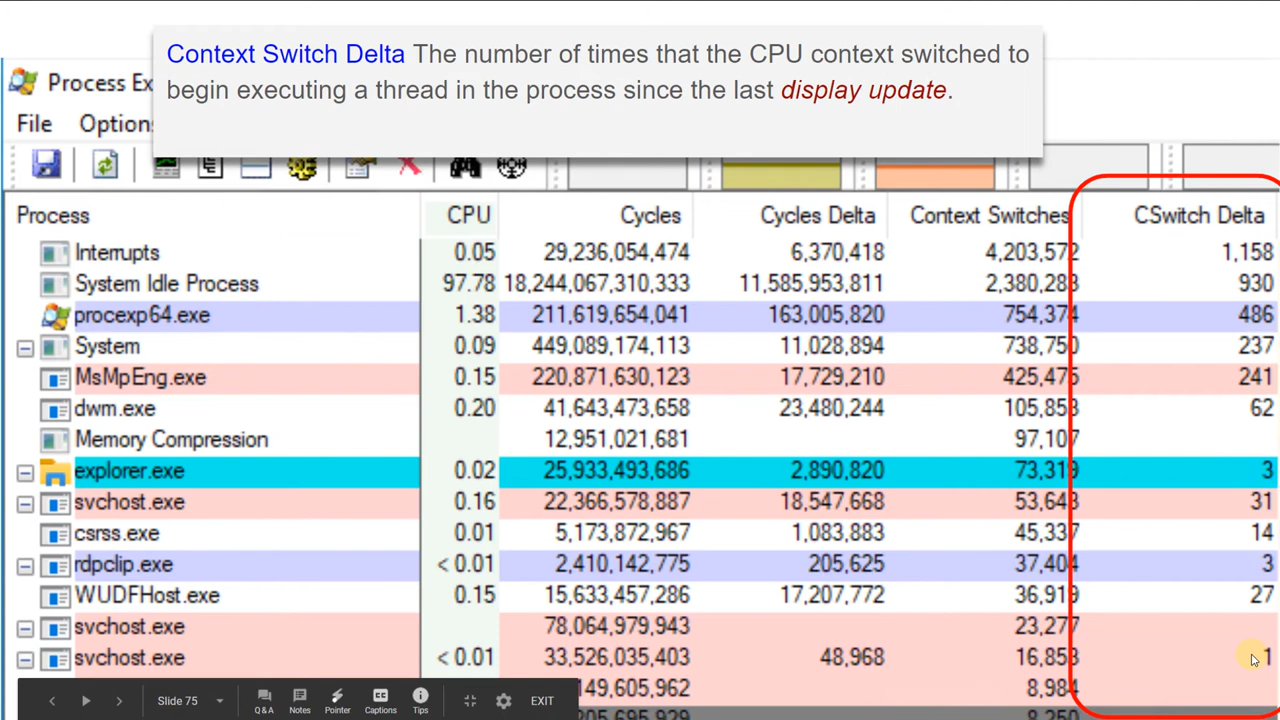 Context Switch Delta The number of times that the CPU context switched to
begin executing a thread in the process since the last display update.
Process Ex
File Option
Process CPU Cycles Cycles Delta Context Switches CSwitch Delta
Interrupts 0.05 29,236,054,474 6,370,418 4,203,572 1,158
System Idle Process 97.78 18,244,067,310,333 11,585,953,811 2,380,283 930
procexp64.exe 1.38 211,619,654,041 163,005,820 754,374 486
System 0.09 449,089,174,113 11,028,894 738,750 237
MsMpEng.exe 0.15 220,871,630,123 17,729,210 425,475 241
dwm.exe 0.20 41,643,473,658 23,480,244 105,853 62
Memory Compression 12,951,021,681 97,107
explorer.exe 0.02 25,933,493,686 2,890,820 73,319 3
svchost.exe 0.16 22,366,578,887 18,547,668 53,643 31
csrss.exe 0.01 5,173,872,967 1,083,883 45,337 14
rdpclip.exe < 0.01 2,410,142,775 205,625 37,404 3
WUDFHost.exe 0.15 15,633,457,286 17,207,772 36,919 27
svchost.exe 78,064,979,943 23,277
svchost.exe < 0.01 33,526,035,403 48,968 16,853 1
149,605,962 8,984
Slide 75 Q&A Notes Pointer Captions Tips EXIT